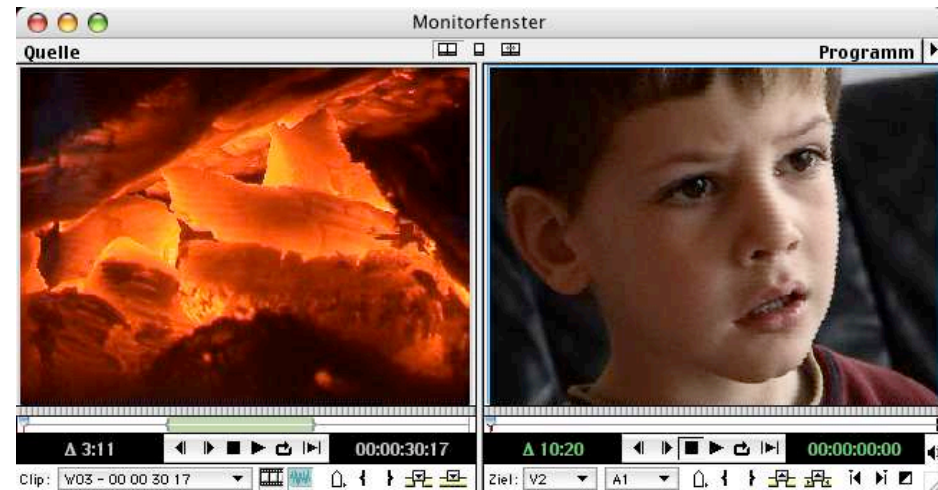 Monitorfenster
Quelle
Programm
Δ 3:11
00:00:30:17
Δ 10:20
00:00:00:00
Clip: W03 - 00 00 30 17
Ziel: V2
A1